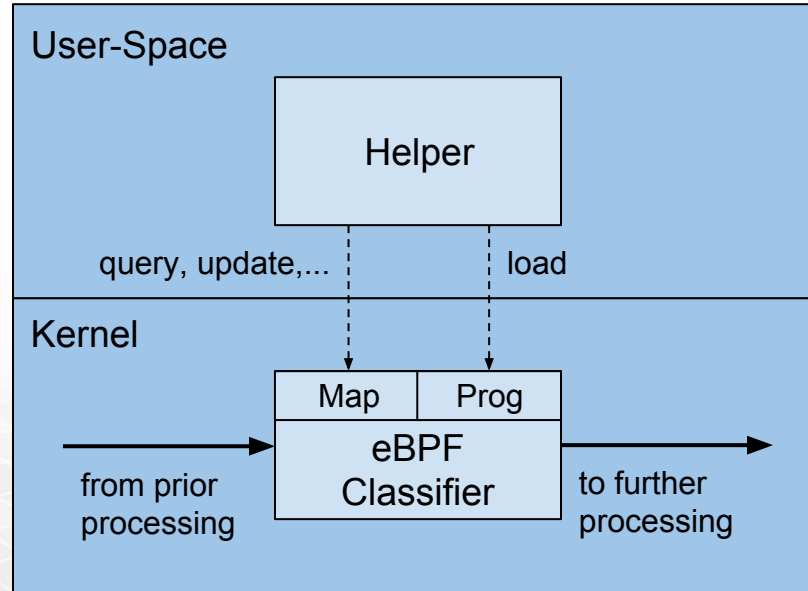 User-Space
Helper
query, update,...
load
Kernel
Map
Prog
eBPF
Classifier
from prior
processing
to further
processing